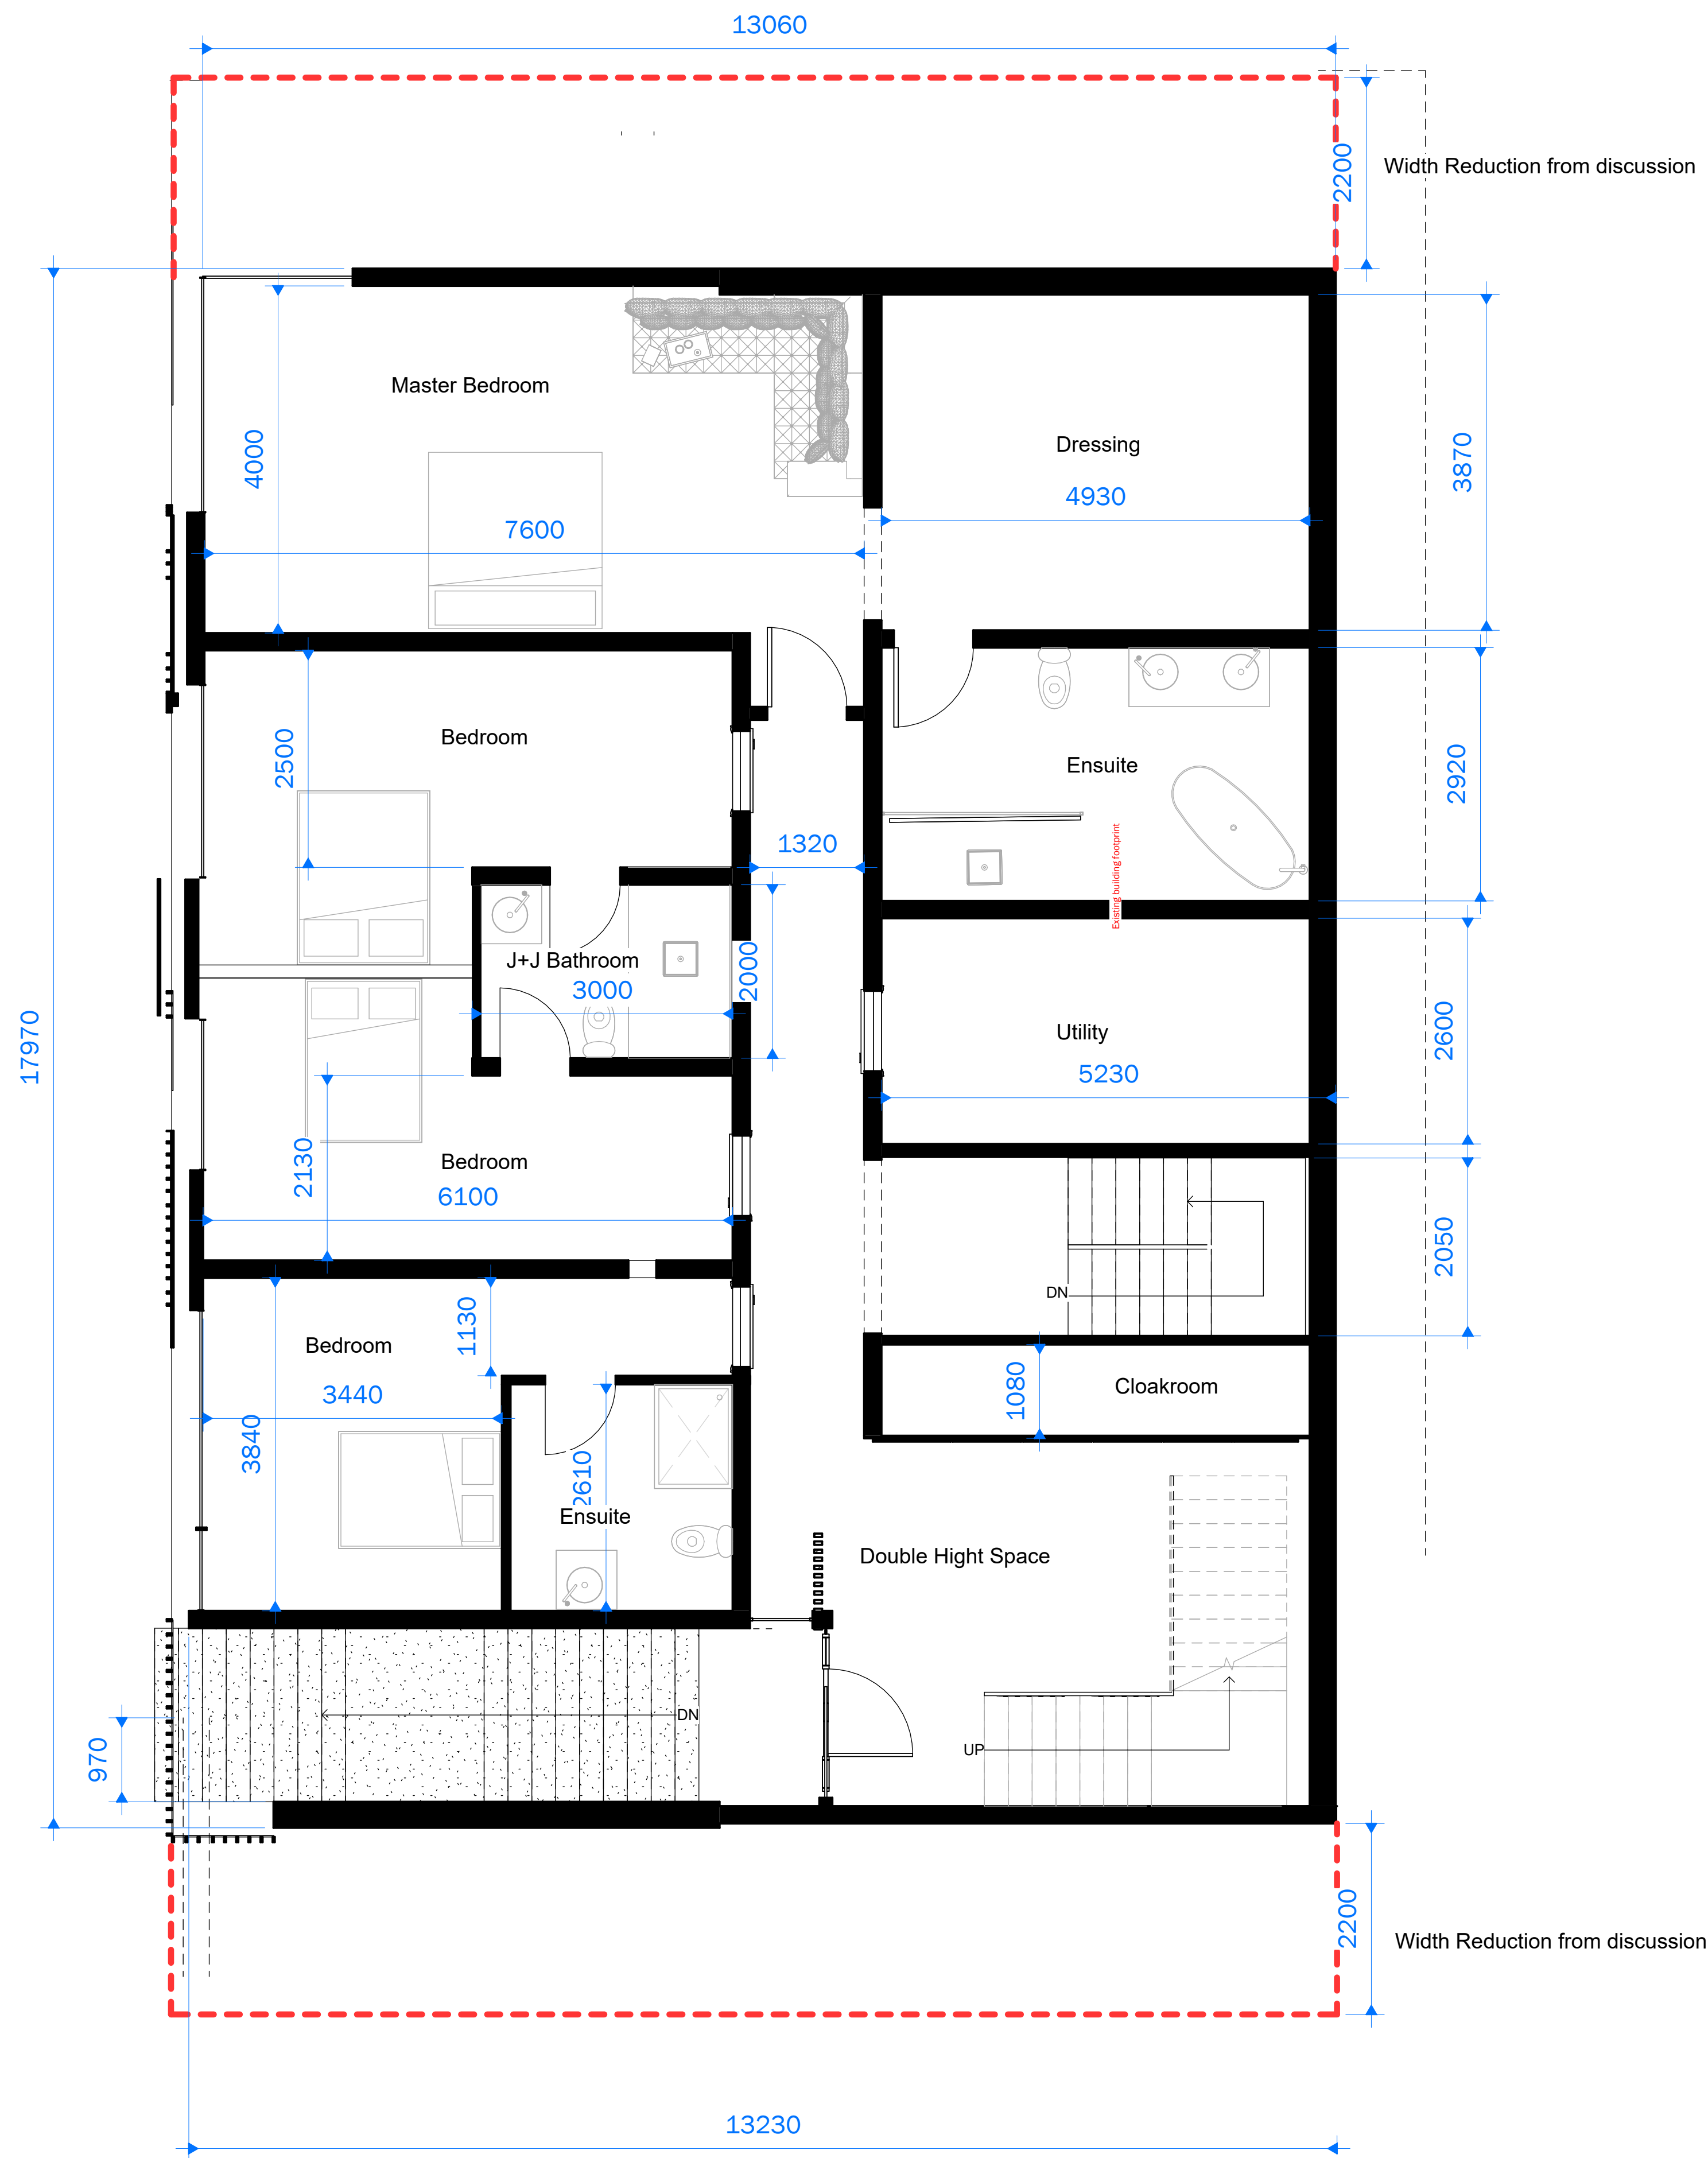 13060
2200
Width Reduction from discussion
Master Bedroom
4000
Dressing
4930
3870
7600
Bedroom
2500
Ensuite
2920
1320
Existing building footprint
J+J Bathroom
3000
2000
17970
Utility
5230
2600
Bedroom
2130
6100
2050
DN
Bedroom
1130
3440
3840
1080
Cloakroom
2610
Ensuite
Double Hight Space
DN
970
UP
2200
Width Reduction from discussion
13230